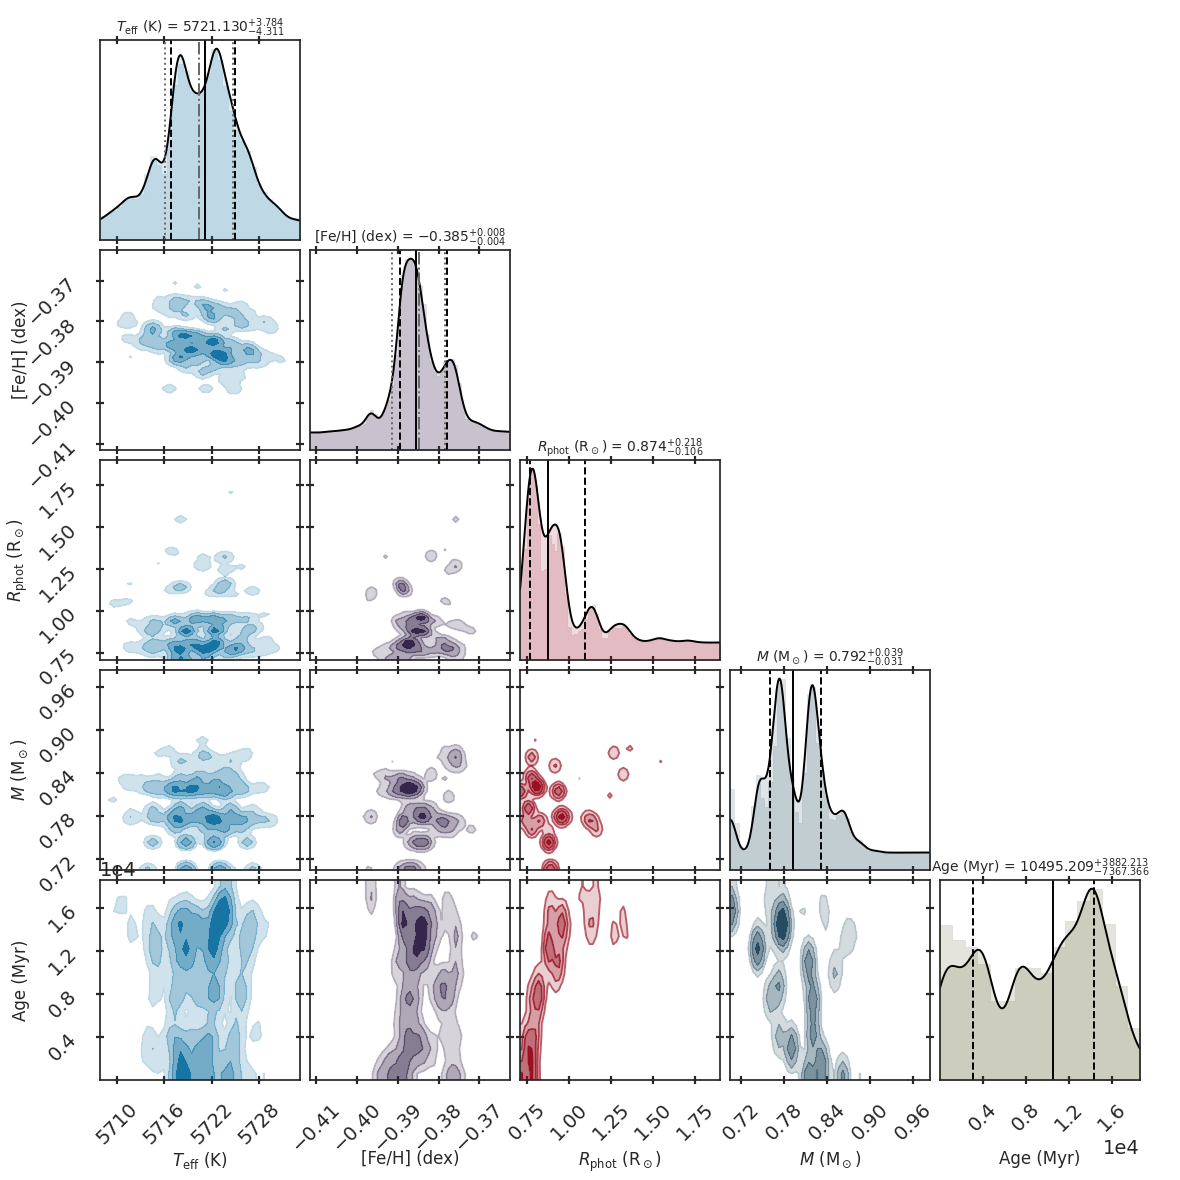 T_eff (K) = 5721.130^{+3.784}_{−4.311}
[Fe/H] (dex) = −0.385^{+0.008}_{−0.004}
[Fe/H] (dex)
−0.37
−0.38
−0.39
−0.40
−0.41
R_phot (R⊙) = 0.874^{+0.218}_{−0.106}
R_phot (R⊙)
1.75
1.50
1.25
1.00
0.75
M (M⊙) = 0.792^{+0.039}_{−0.031}
M (M⊙)
0.96
0.90
0.84
0.78
0.72
Age (Myr) = 10495.209^{+3882.213}_{−7367.366}
1e4
Age (Myr)
1.6
1.2
0.8
0.4
5710 5716 5722 5728
−0.41 −0.40 −0.39 −0.38 −0.37
0.75 1.00 1.25 1.50 1.75
0.72 0.78 0.84 0.90 0.96
0.4 0.8 1.2 1.6
1e4
T_eff (K)
[Fe/H] (dex)
R_phot (R⊙)
M (M⊙)
Age (Myr)